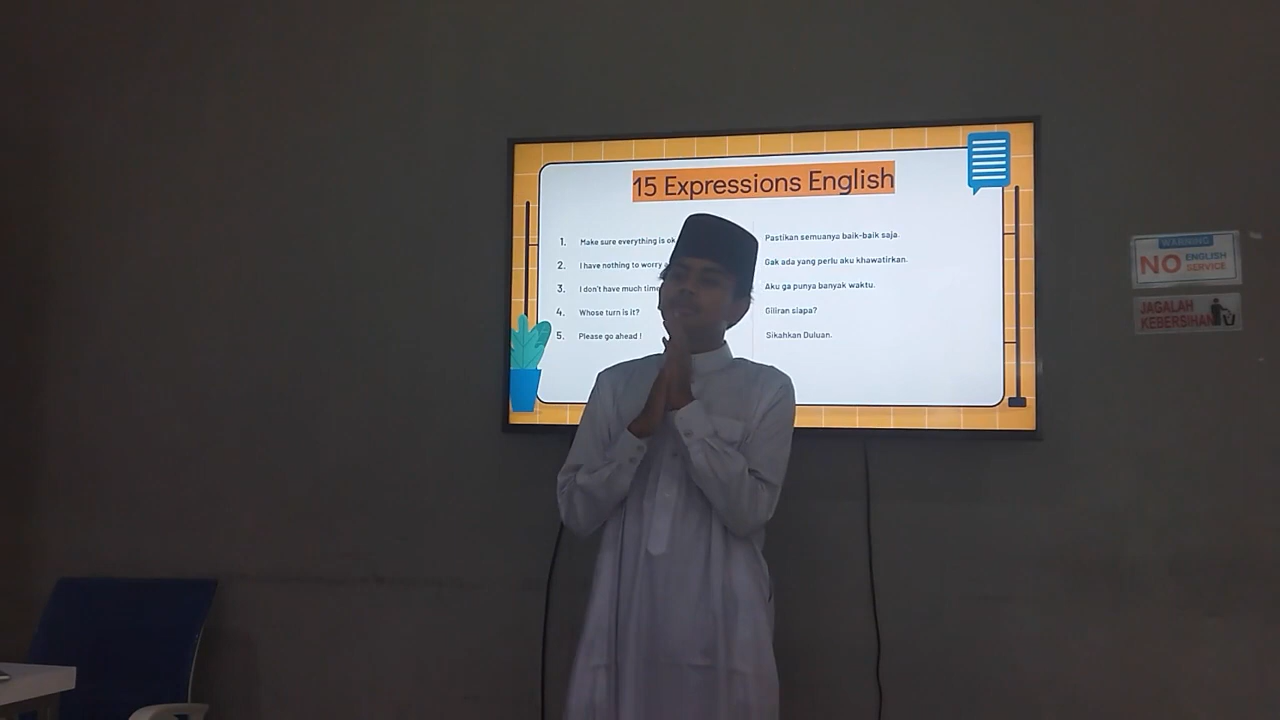 15 Expressions English
1. Make sure everything is ok
Pastikan semuanya baik-baik saja.
2. I have nothing to worry
Gak ada yang perlu aku khawatirkan.
3. I don't have much time
Aku ga punya banyak waktu.
4. Whose turn is it?
Giliran siapa?
5. Please go ahead !
Sikahkan Duluan.
WARNING
NO ENGLISH SERVICE
JAGALAH
KEBERSIHAN